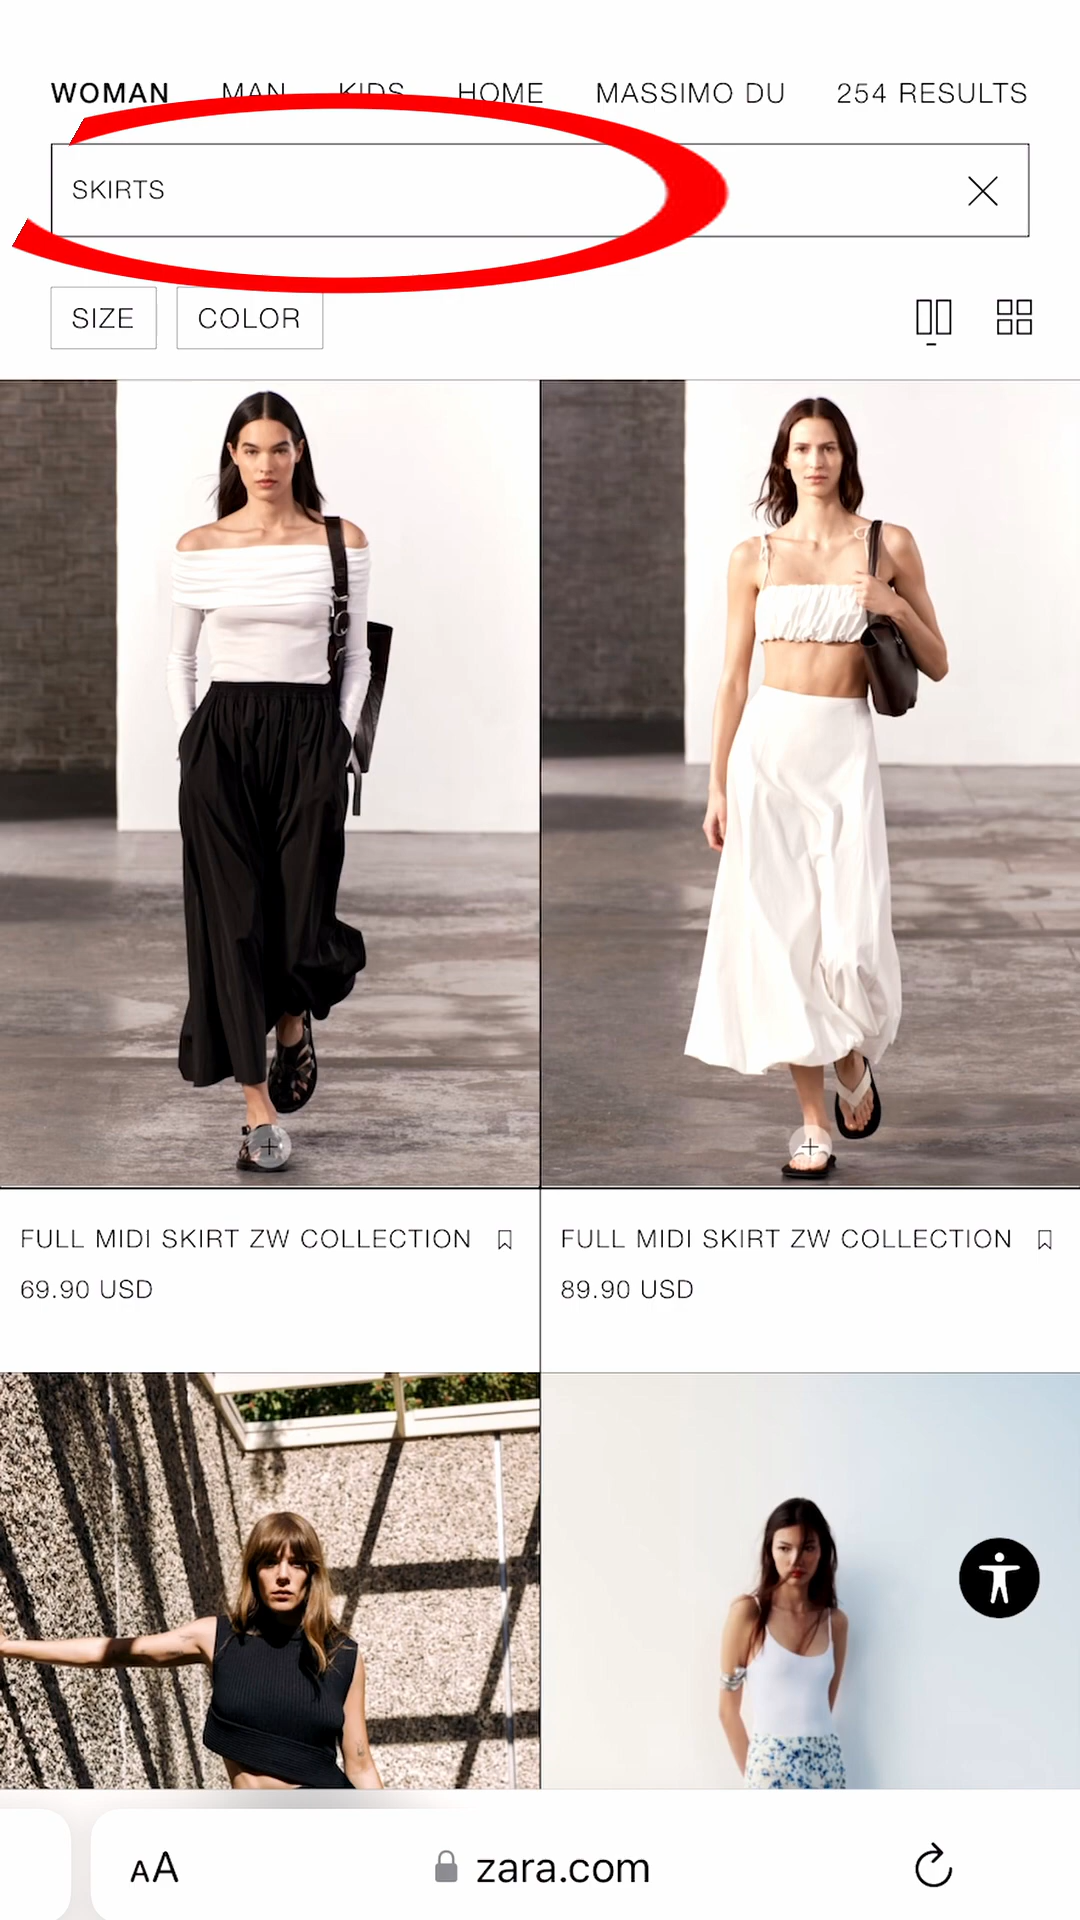 WOMAN MAN KIDS HOME MASSIMO DU 254 RESULTS
SKIRTS
SIZE COLOR
FULL MIDI SKIRT ZW COLLECTION
69.90 USD
FULL MIDI SKIRT ZW COLLECTION
89.90 USD
AA zara.com